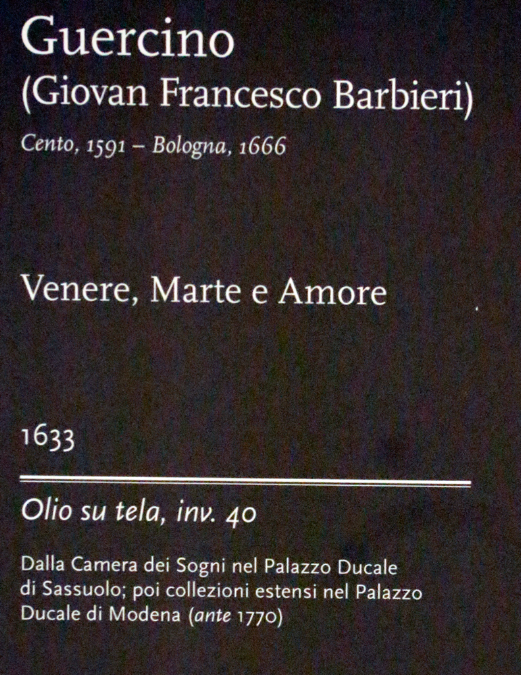 Guercino
(Giovan Francesco Barbieri)
Cento, 1591 – Bologna, 1666
Venere, Marte e Amore
1633
Olio su tela, inv. 40
Dalla Camera dei Sogni nel Palazzo Ducale
di Sassuolo; poi collezioni estensi nel Palazzo
Ducale di Modena (ante 1770)